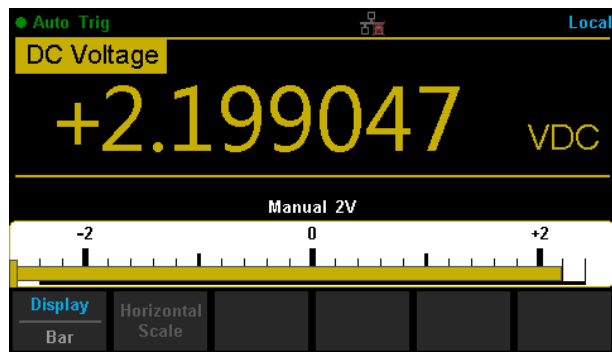 Auto Trig Local
DC Voltage
+2.199047 VDC
Manual 2V
-2 0 +2
Display Horizontal
Bar Scale